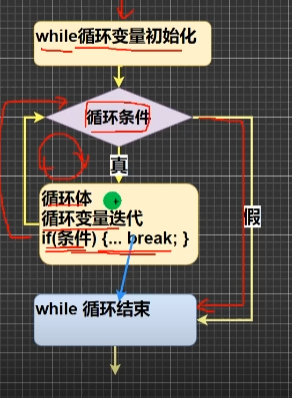 while循环变量初始化
循环条件
真
循环体
循环变量迭代
if(条件) {... break; }
假
while 循环结束